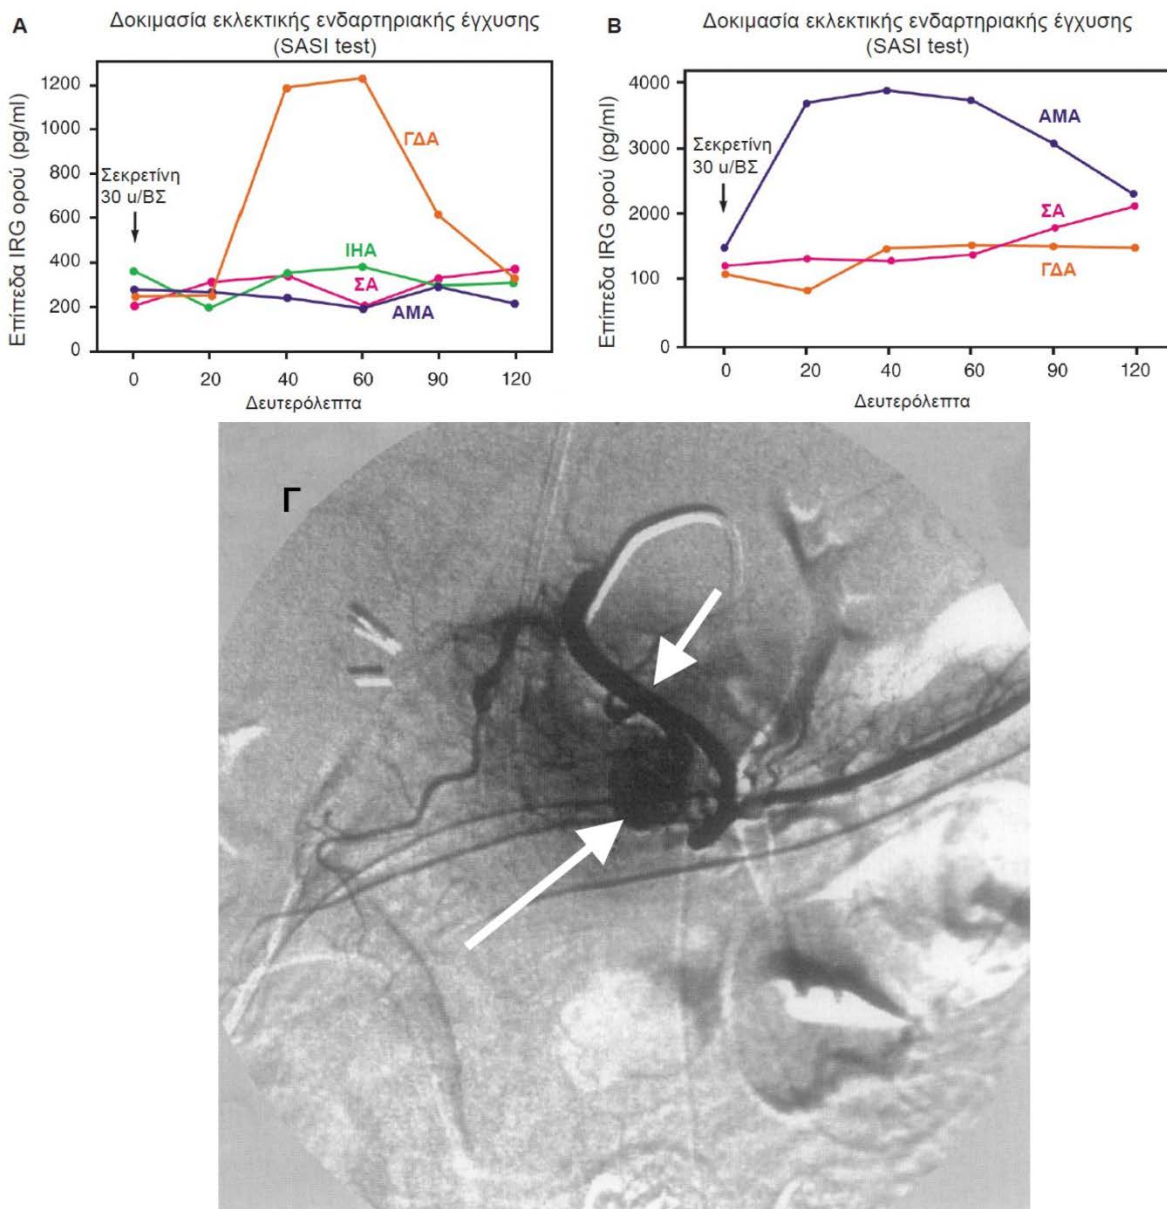 Α
Δοκιμασία εκλεκτικής ενδαρτηριακής έγχυσης
(SASI test)
Επίπεδα IRG ορού (pg/ml)
1200
1000
800
600
400
200
0
Σεκρετίνη
30 u/ΒΣ
ΓΔΑ
ΙΗΑ
ΣΑ
ΑΜΑ
0 20 40 60 90 120
Δευτερόλεπτα
Β
Δοκιμασία εκλεκτικής ενδαρτηριακής έγχυσης
(SASI test)
Επίπεδα IRG ορού (pg/ml)
4000
3000
2000
100
0
Σεκρετίνη
30 u/ΒΣ
ΑΜΑ
ΣΑ
ΓΔΑ
0 20 40 60 90 120
Δευτερόλεπτα
Γ